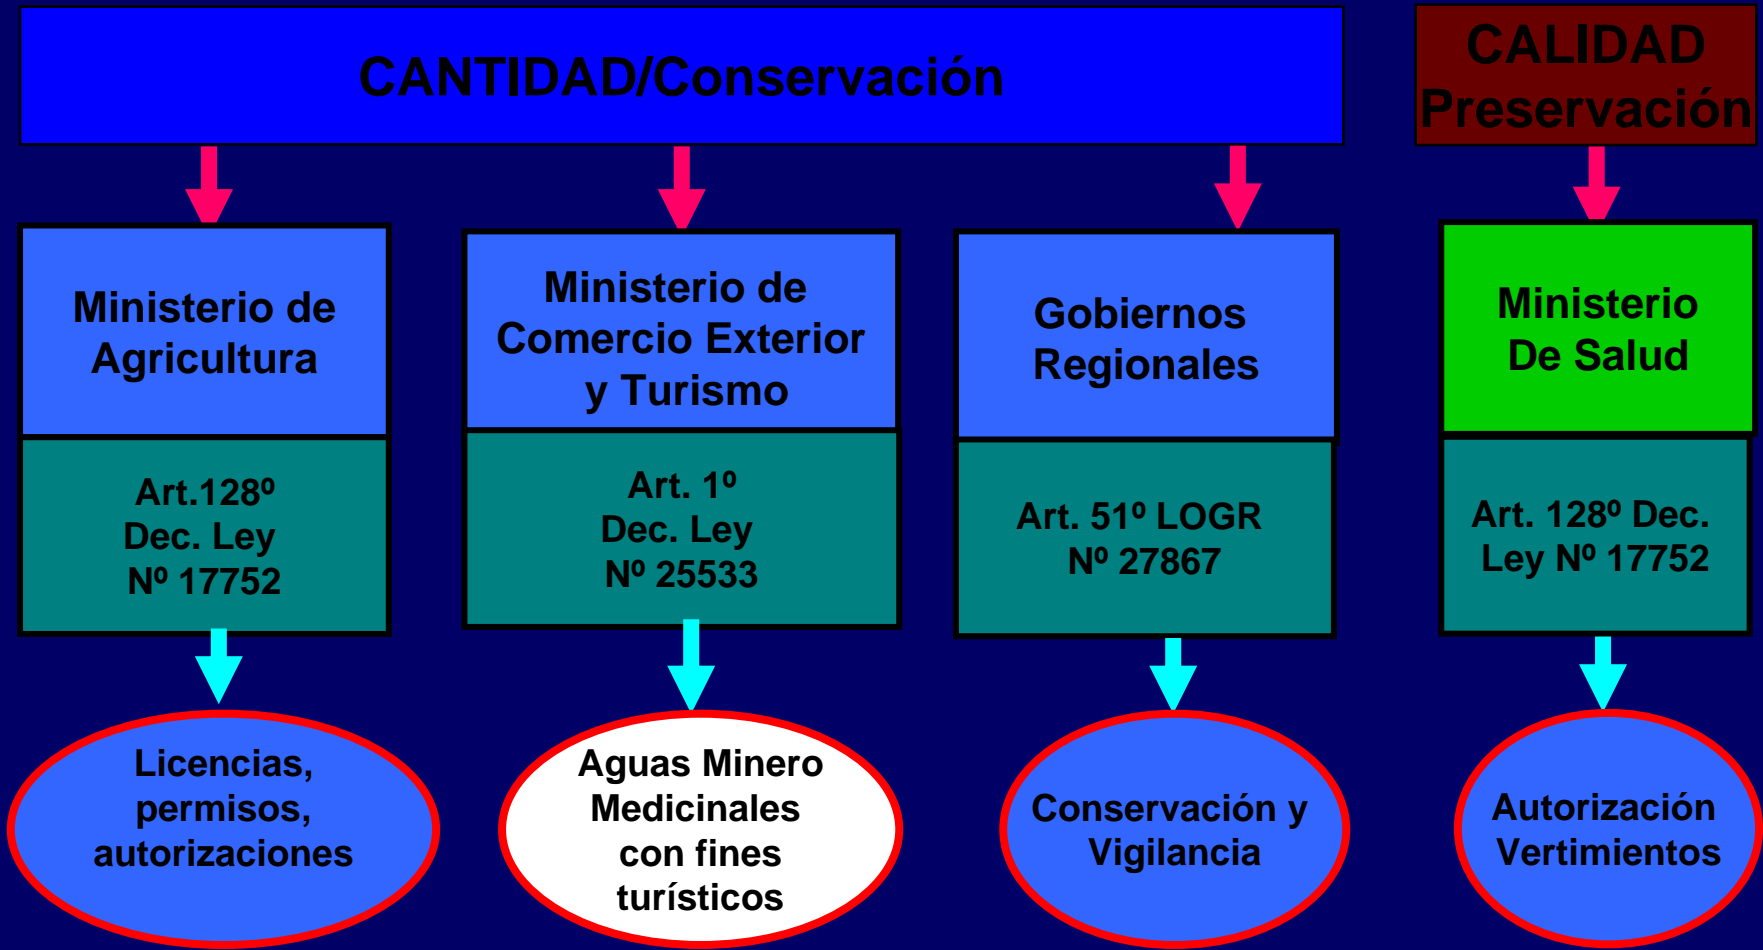 CANTIDAD/Conservación
CALIDAD
Preservación
Ministerio de
Agricultura
Ministerio de
Comercio Exterior
y Turismo
Gobiernos
Regionales
Ministerio
De Salud
Art.128º
Dec. Ley
Nº 17752
Art. 1º
Dec. Ley
Nº 25533
Art. 51º LOGR
Nº 27867
Art. 128º Dec.
Ley Nº 17752
Licencias,
permisos,
autorizaciones
Aguas Minero
Medicinales
con fines
turísticos
Conservación y
Vigilancia
Autorización
Vertimientos